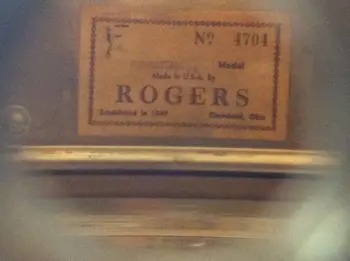 Nº 4704
Model
Made in U.S.A. by
ROGERS
Established in 1849 Cleveland, Ohio